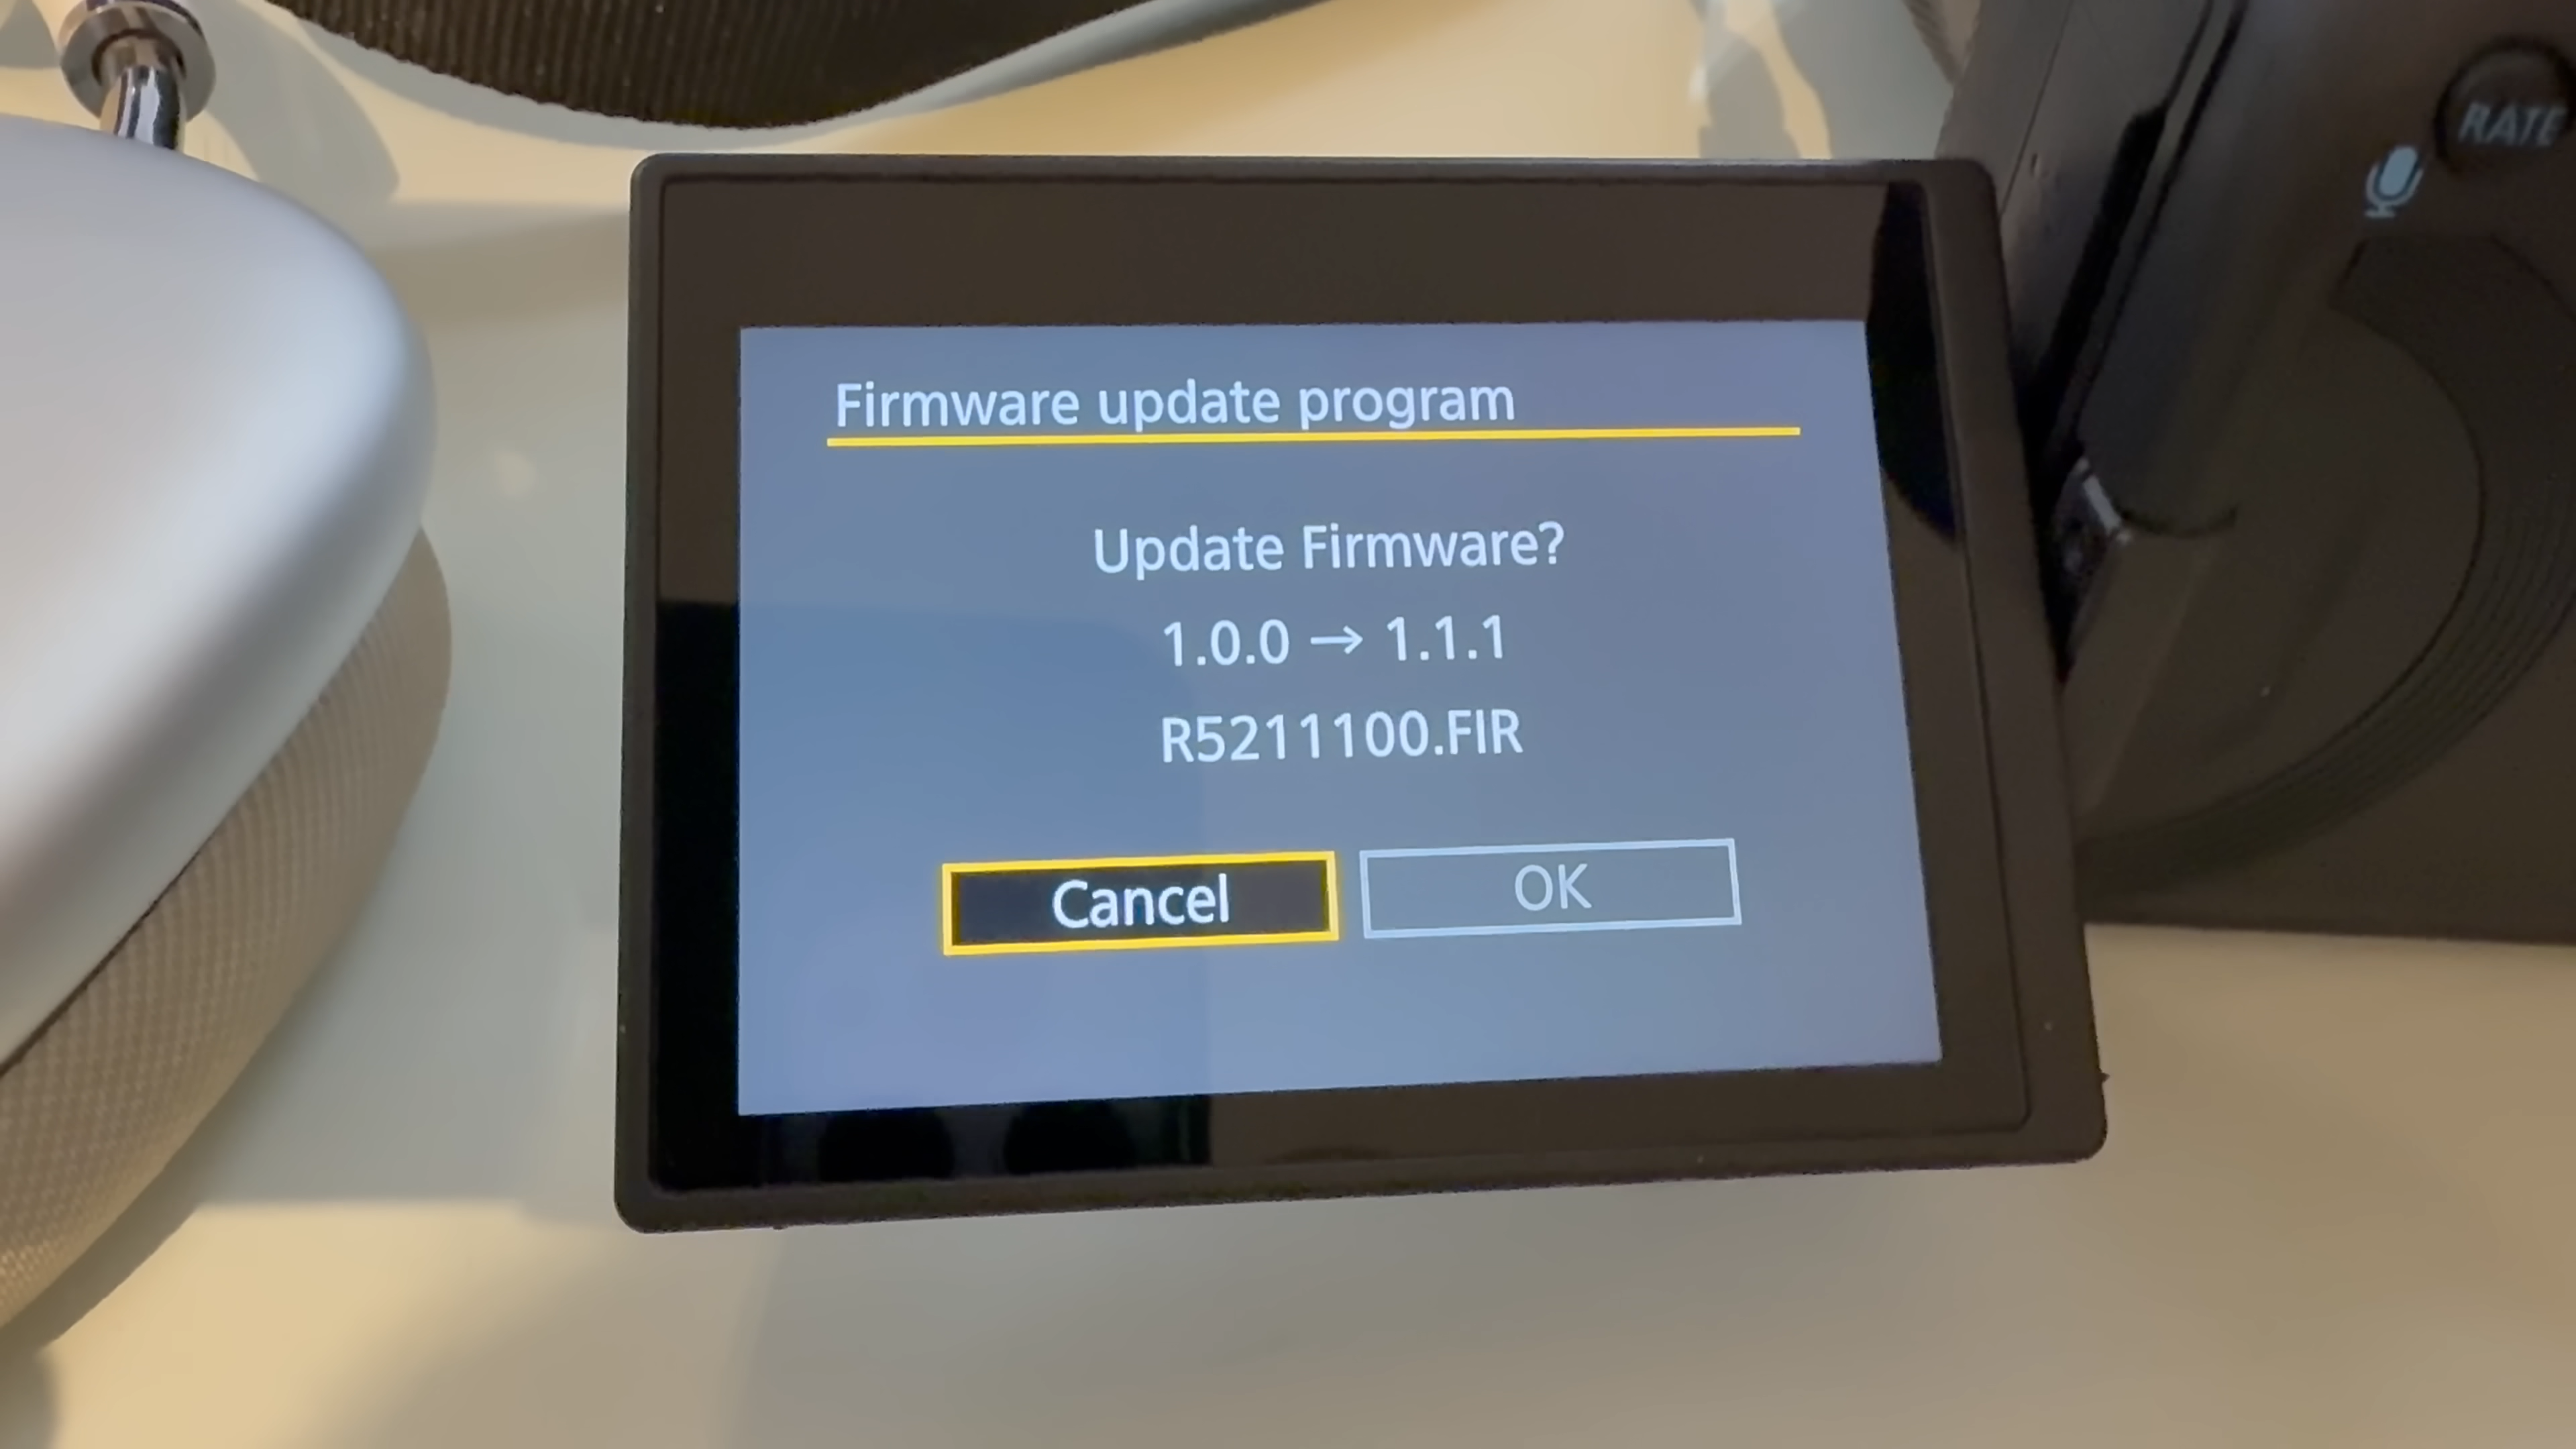 RATE
Firmware update program
Update Firmware?
1.0.0 → 1.1.1
R5211100.FIR
Cancel OK